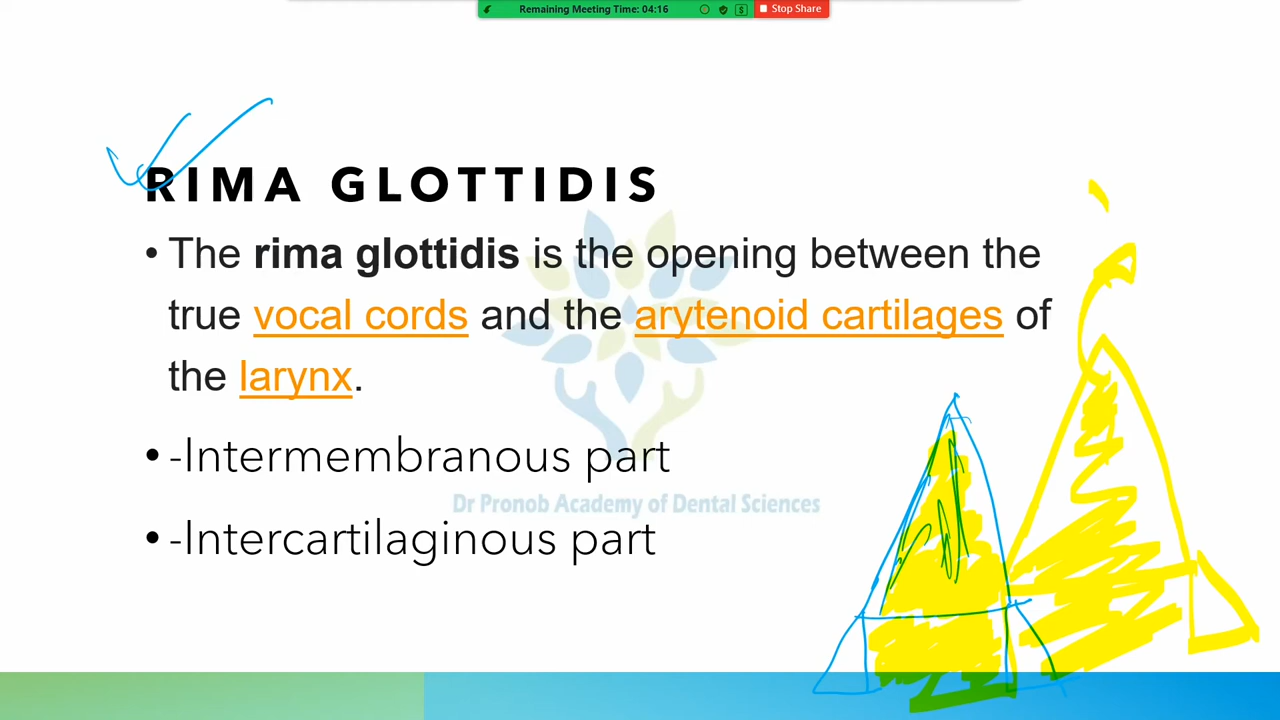 Remaining Meeting Time: 04:16
Stop Share
RIMA GLOTTIDIS
• The rima glottidis is the opening between the
true vocal cords and the arytenoid cartilages of
the larynx.
• -Intermembranous part
Dr Pronob Academy of Dental Sciences
• -Intercartilaginous part